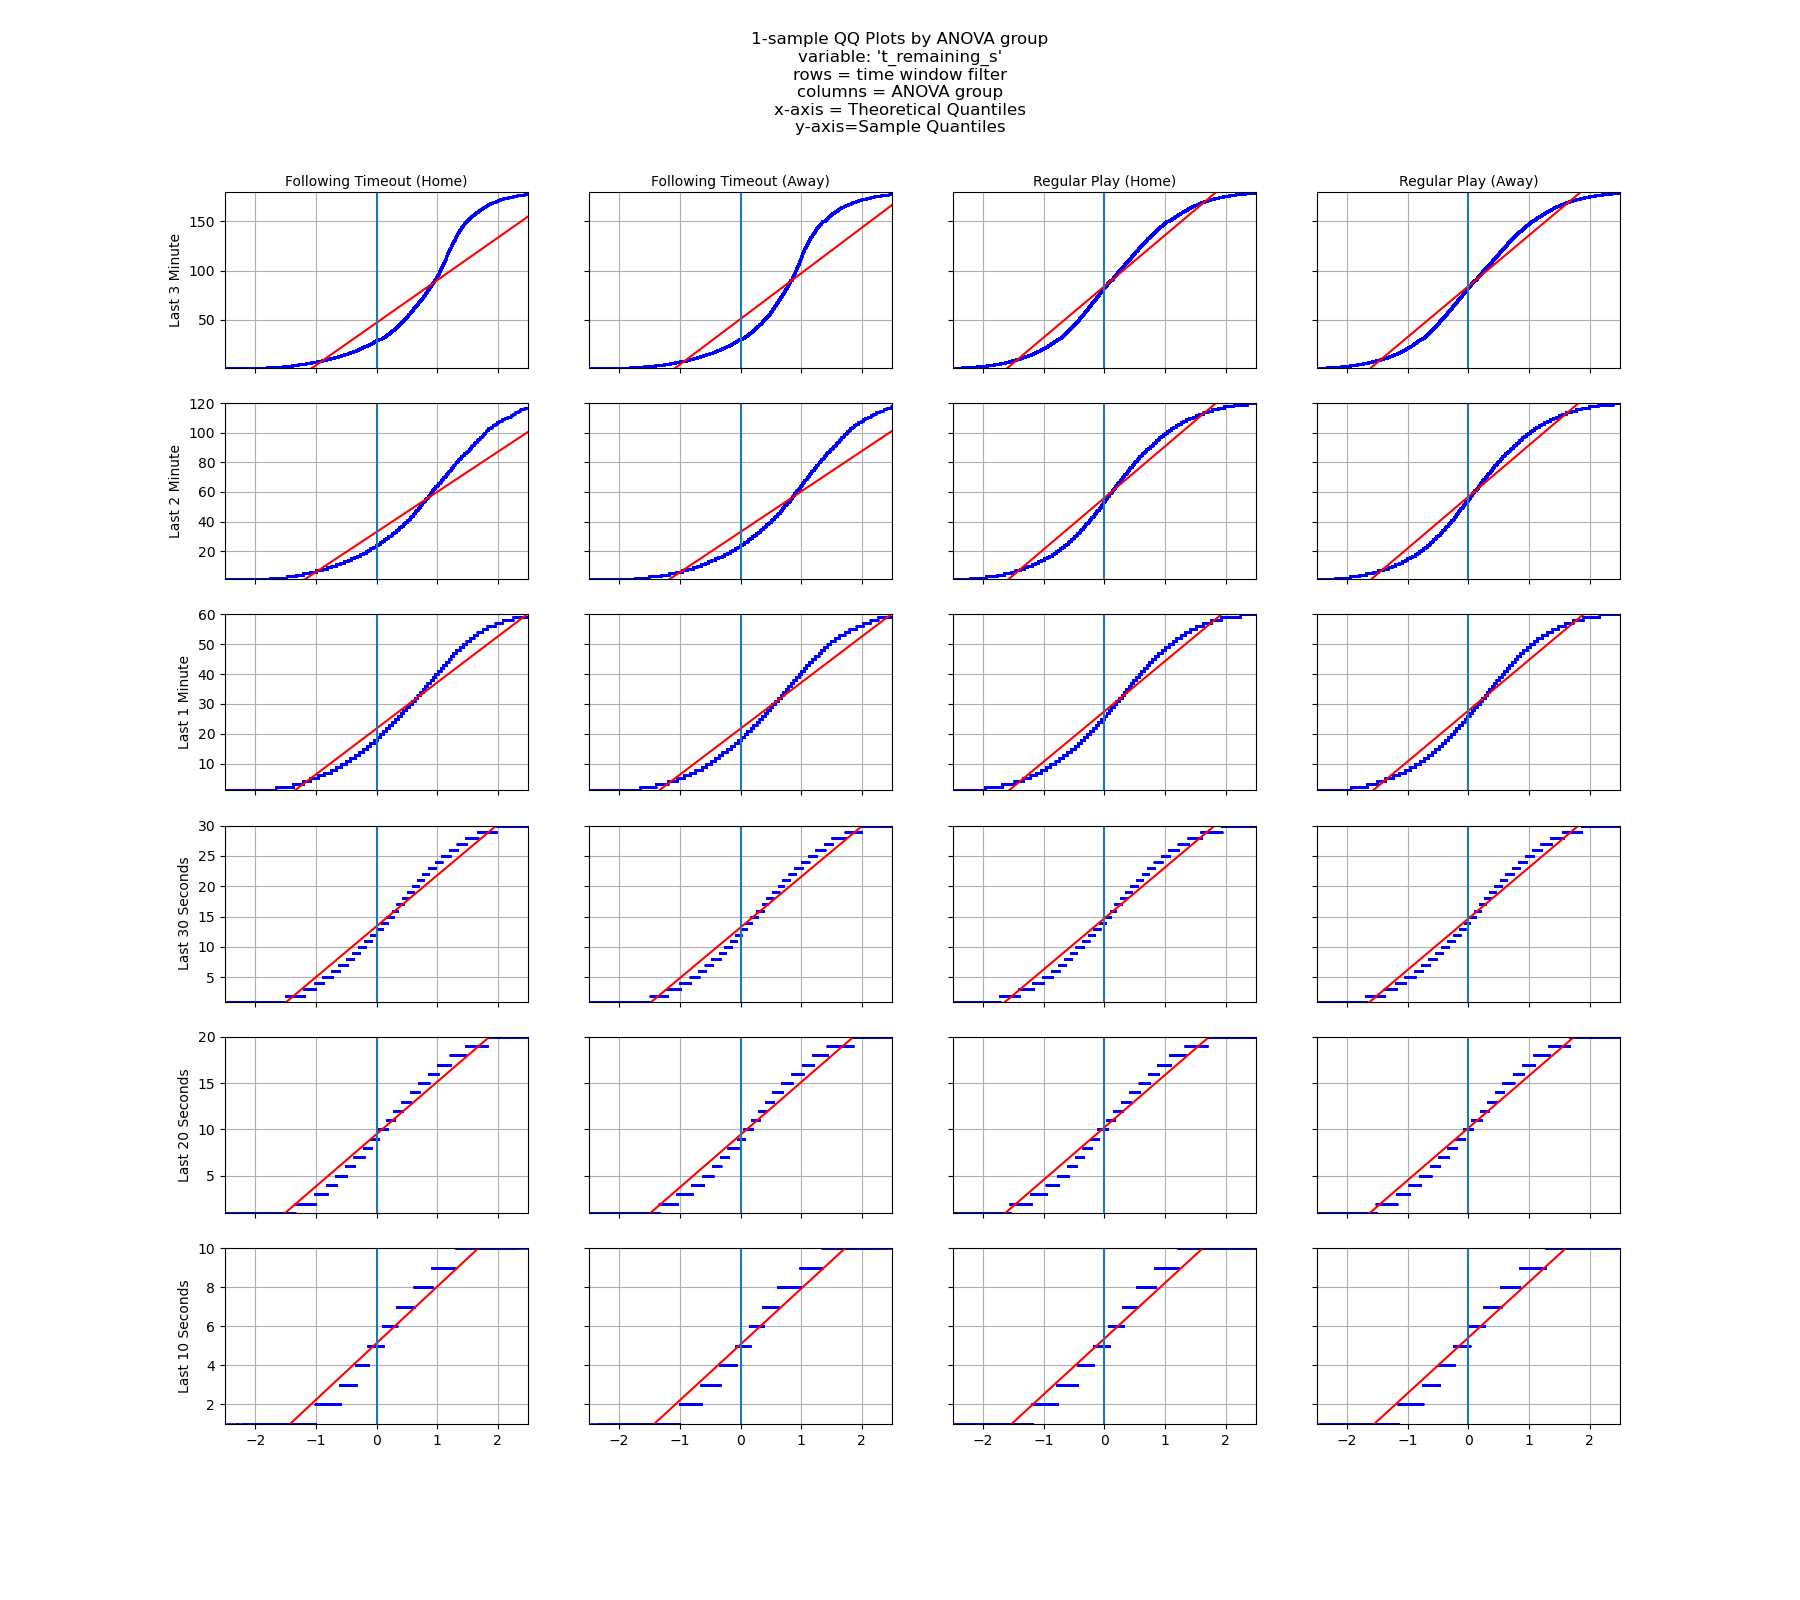 1-sample QQ Plots by ANOVA group
variable: 't_remaining_s'
rows = time window filter
columns = ANOVA group
x-axis = Theoretical Quantiles
y-axis=Sample Quantiles
Following Timeout (Home)
Following Timeout (Away)
Regular Play (Home)
Regular Play (Away)
Last 3 Minute
150
100
50
Last 2 Minute
120
100
80
60
40
20
Last 1 Minute
60
50
40
30
20
10
Last 30 Seconds
30
25
20
15
10
5
Last 20 Seconds
20
15
10
5
Last 10 Seconds
10
8
6
4
2
−2 −1 0 1 2
−2 −1 0 1 2
−2 −1 0 1 2
−2 −1 0 1 2